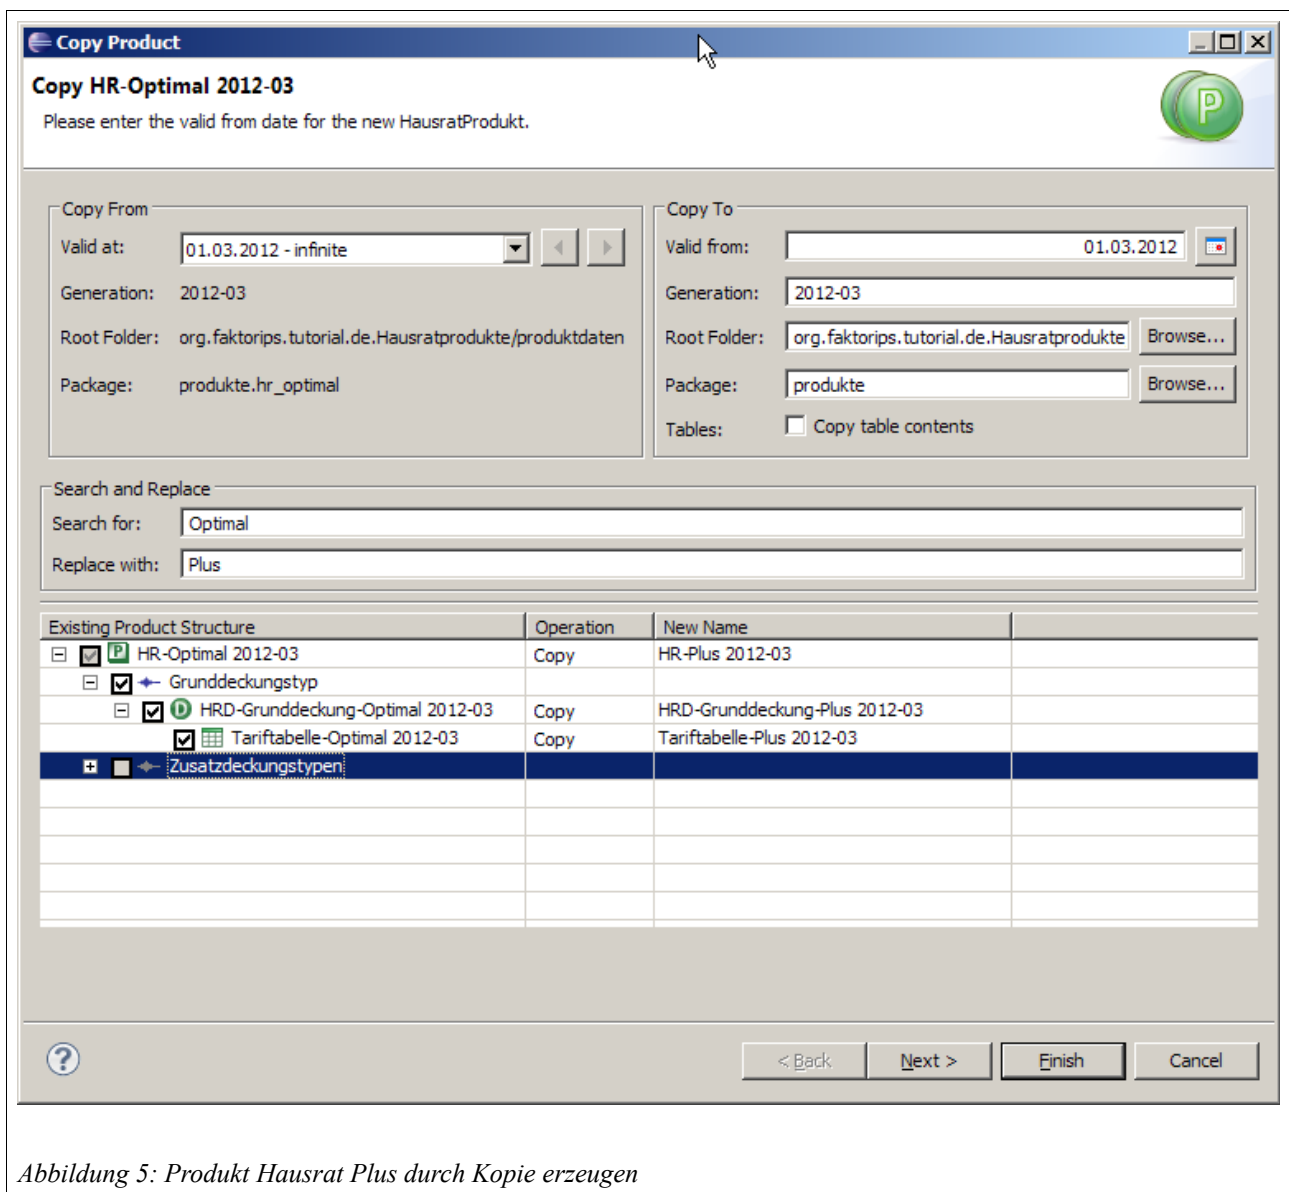 Copy Product
Copy HR-Optimal 2012-03
Please enter the valid from date for the new HausratProdukt.
P
Copy From
Valid at: 01.03.2012 - infinite
Generation: 2012-03
Root Folder: org.faktorips.tutorial.de.Hausratprodukte/produktdaten
Package: produkte.hr_optimal
Copy To
Valid from: 01.03.2012
Generation: 2012-03
Root Folder: org.faktorips.tutorial.de.Hausratprodukte Browse...
Package: produkte Browse...
Tables: Copy table contents
Search and Replace
Search for: Optimal
Replace with: Plus
Existing Product Structure Operation New Name
P HR-Optimal 2012-03 Copy HR-Plus 2012-03
Grunddeckungstyp
D HRD-Grunddeckung-Optimal 2012-03 Copy HRD-Grunddeckung-Plus 2012-03
Tariftabelle-Optimal 2012-03 Copy Tariftabelle-Plus 2012-03
Zusatzdeckungstypen
? < Back Next > Finish Cancel
Abbildung 5: Produkt Hausrat Plus durch Kopie erzeugen